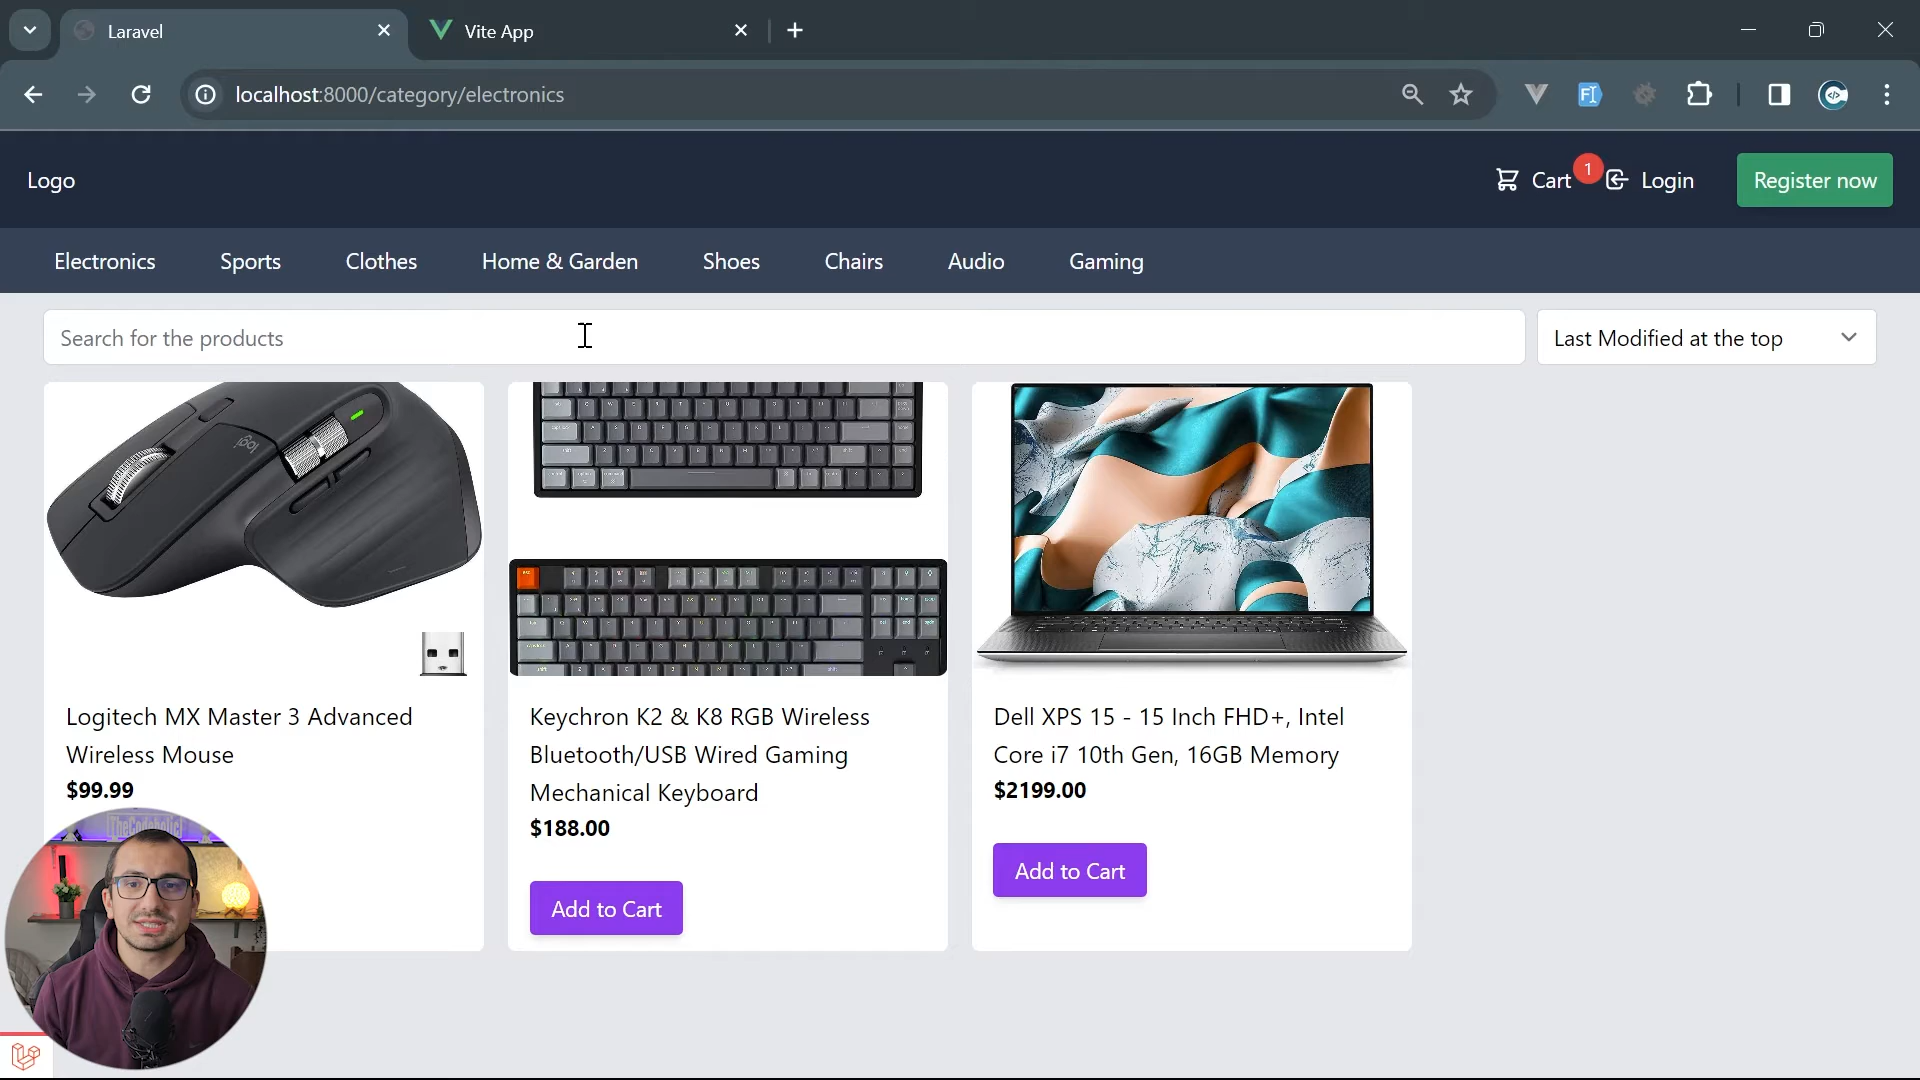 Laravel
Vite App
localhost:8000/category/electronics
Logo
Cart 1
Login
Register now
Electronics Sports Clothes Home & Garden Shoes Chairs Audio Gaming
Search for the products
Last Modified at the top
logi
Logitech MX Master 3 Advanced
Wireless Mouse
$99.99
Keychron K2 & K8 RGB Wireless
Bluetooth/USB Wired Gaming
Mechanical Keyboard
$188.00
Add to Cart
Dell XPS 15 - 15 Inch FHD+, Intel
Core i7 10th Gen, 16GB Memory
$2199.00
Add to Cart
TheCodeholic